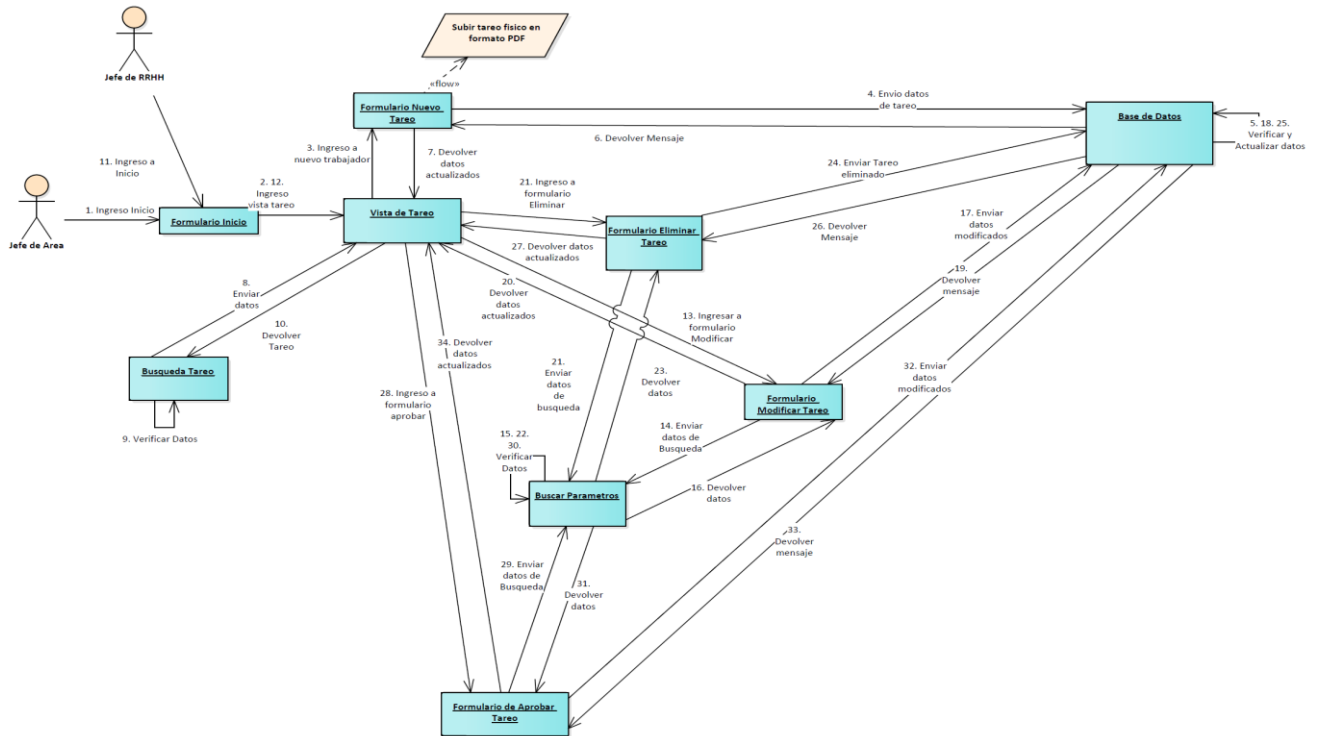 Subir tareo fisico en
formato PDF
Jefe de RRHH
«flow»
Formulario Nuevo
Tareo
4. Envio datos
de tareo
Base de Datos
5. 18. 25.
Verificar y
Actualizar datos
6. Devolver Mensaje
3. Ingreso a
nuevo trabajador
7. Devolver
datos
actualizados
11. Ingreso a
Inicio
24. Enviar Tareo
eliminado
21. Ingreso a
formulario
Eliminar
2. 12.
Ingreso
vista tareo
1. Ingreso Inicio
Jefe de Area
Formulario Inicio
Vista de Tareo
Formulario Eliminar
Tareo
26. Devolver
Mensaje
17. Enviar
datos
modificados
27. Devolver datos
actualizados
19.
Devolver
mensaje
8.
Enviar
datos
20.
Devolver
datos
actualizados
13. Ingresar a
formulario
Modificar
10.
Devolver
Tareo
34. Devolver
datos
actualizados
Busqueda Tareo
21.
Enviar
datos
de
busqueda
23.
Devolver
datos
32. Enviar
datos
modificados
28. Ingreso a
formulario
aprobar
Formulario
Modificar Tareo
9. Verificar Datos
15. 22.
30.
Verificar
Datos
14. Enviar
datos de
Busqueda
Buscar Parametros
16. Devolver
datos
33.
Devolver
mensaje
29. Enviar
datos de
Busqueda
31.
Devolver
datos
Formulario de Aprobar
Tareo